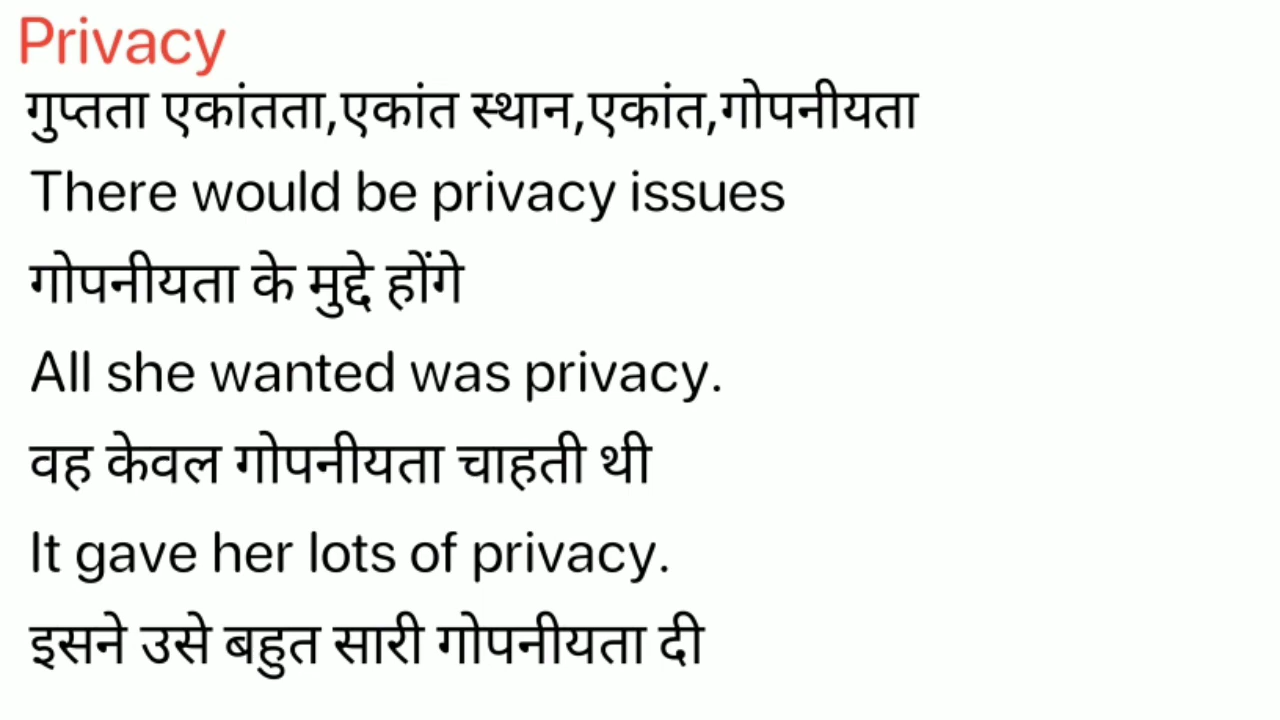 Privacy
गुप्तता एकांतता,एकांत स्थान,एकांत,गोपनीयता
There would be privacy issues
गोपनीयता के मुद्दे होंगे
All she wanted was privacy.
वह केवल गोपनीयता चाहती थी
It gave her lots of privacy.
इसने उसे बहुत सारी गोपनीयता दी